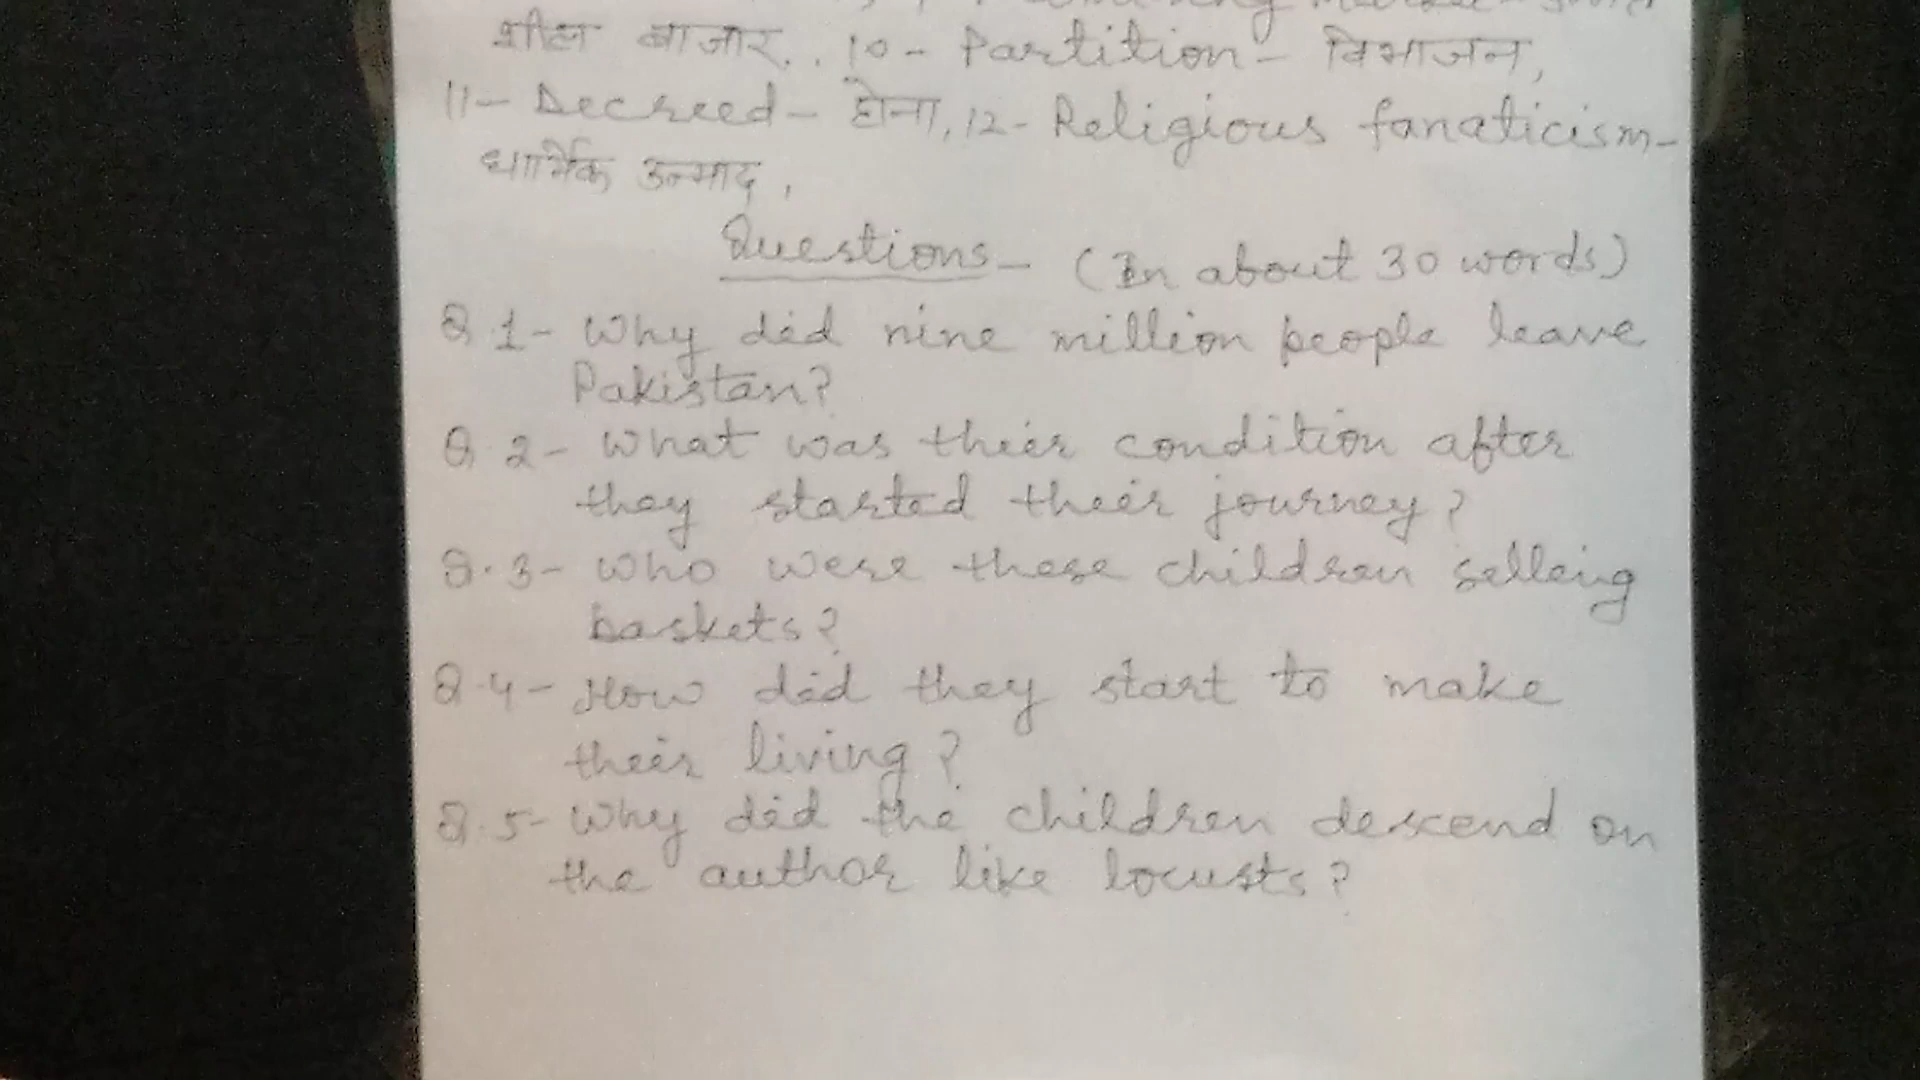 शील बाजार.. 10- Partition- विभाजन,
11- Decreed- होना, 12- Religious fanaticism-
धार्मिक उन्माद,
Questions- (In about 30 words)
Q.1- Why did nine million people leave
Pakistan?
Q.2- What was their condition after
they started their journey?
Q.3- Who were these children selling
baskets?
Q.4- How did they start to make
their living?
Q.5- Why did the children descend on
the author like locusts?